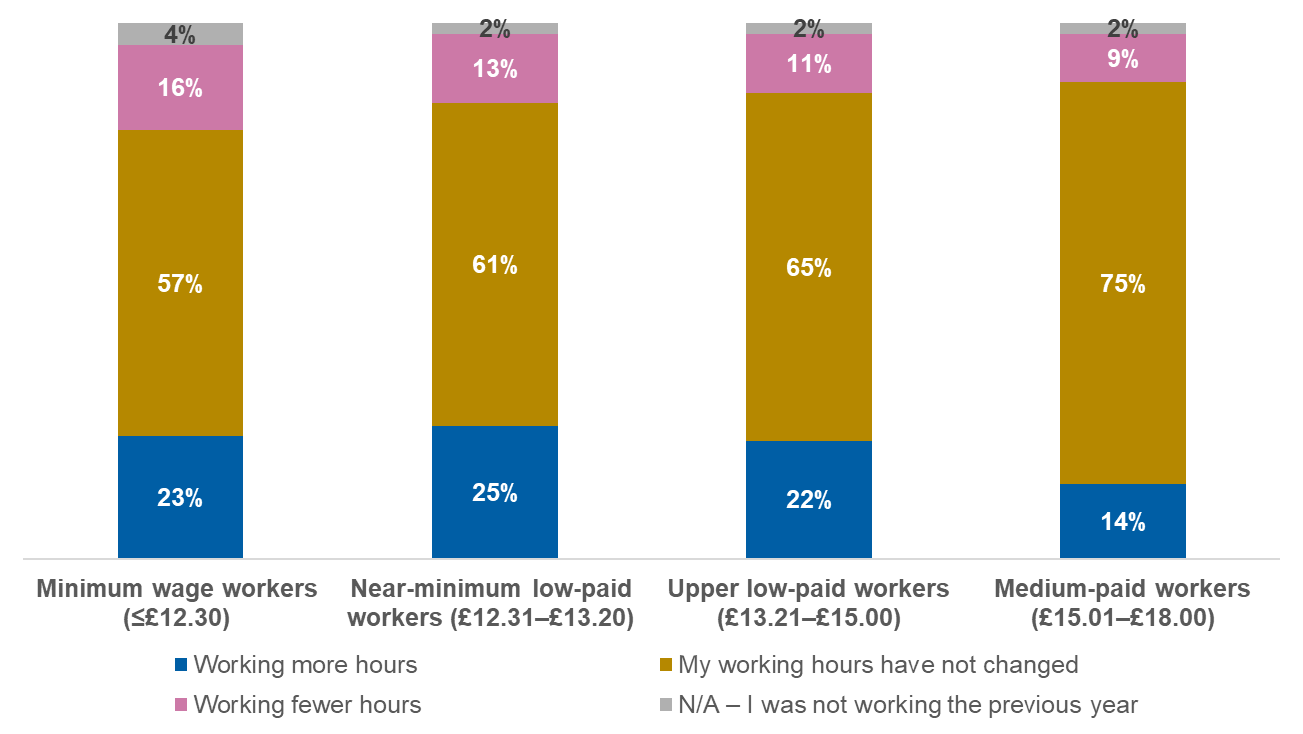 4%
2%
2%
2%
16%
13%
11%
9%
57%
61%
65%
75%
23%
25%
22%
14%
Minimum wage workers
(≤£12.30)
Near-minimum low-paid
workers (£12.31–£13.20)
Upper low-paid workers
(£13.21–£15.00)
Medium-paid workers
(£15.01–£18.00)
Working more hours
My working hours have not changed
Working fewer hours
N/A – I was not working the previous year